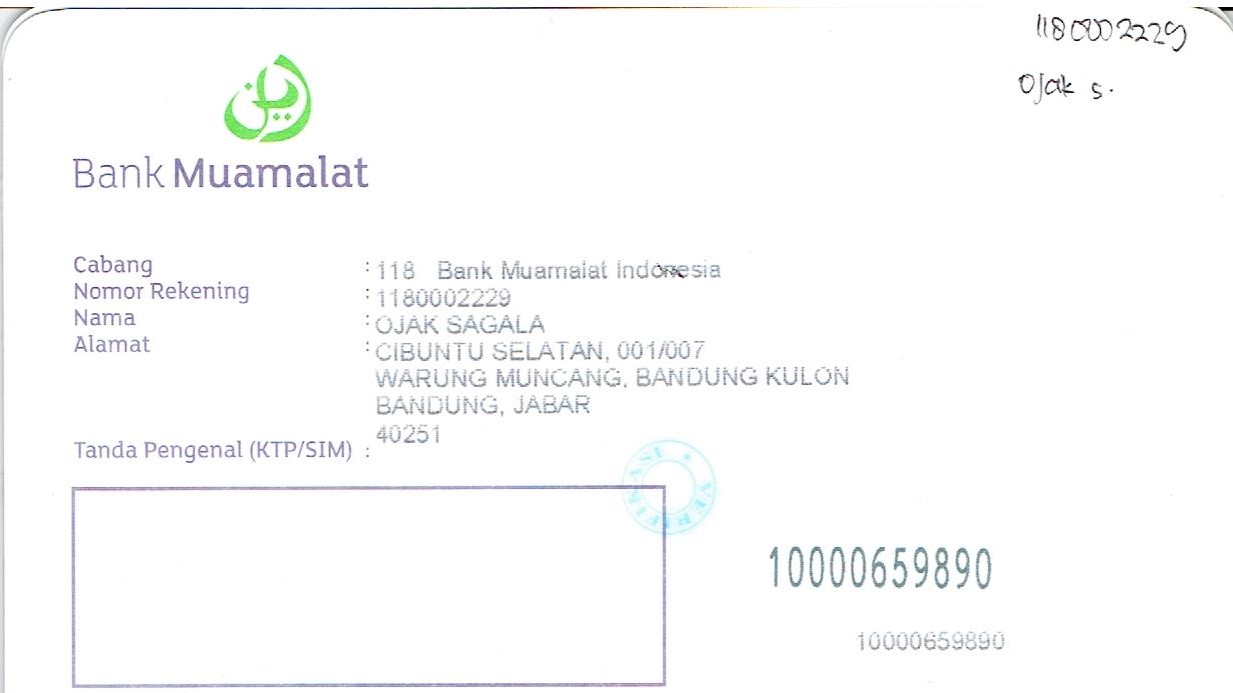 1180002229
Ojak s.
Bank Muamalat
Cabang : 118 Bank Muamalat Indonesia
Nomor Rekening : 1180002229
Nama : OJAK SAGALA
Alamat : CIBUNTU SELATAN, 001/007
WARUNG MUNCANG, BANDUNG KULON
BANDUNG, JABAR
40251
Tanda Pengenal (KTP/SIM) :
VERIFIKASI
10000659890
10000659890